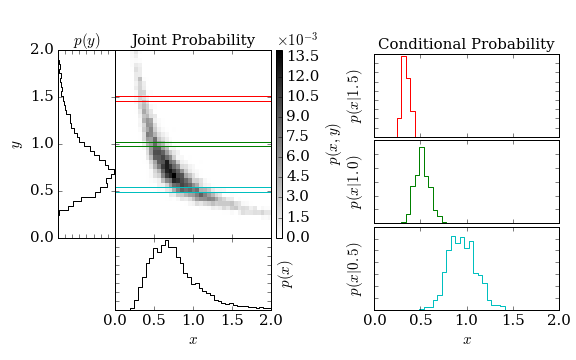 p(y)
Joint Probability
×10⁻³
2.0
1.5
1.0
0.5
0.0
y
13.5
12.0
10.5
9.0
7.5
6.0
4.5
3.0
1.5
0.0
p(x, y)
p(x)
0.0 0.5 1.0 1.5 2.0
x
Conditional Probability
p(x|1.5)
p(x|1.0)
p(x|0.5)
0.0 0.5 1.0 1.5 2.0
x